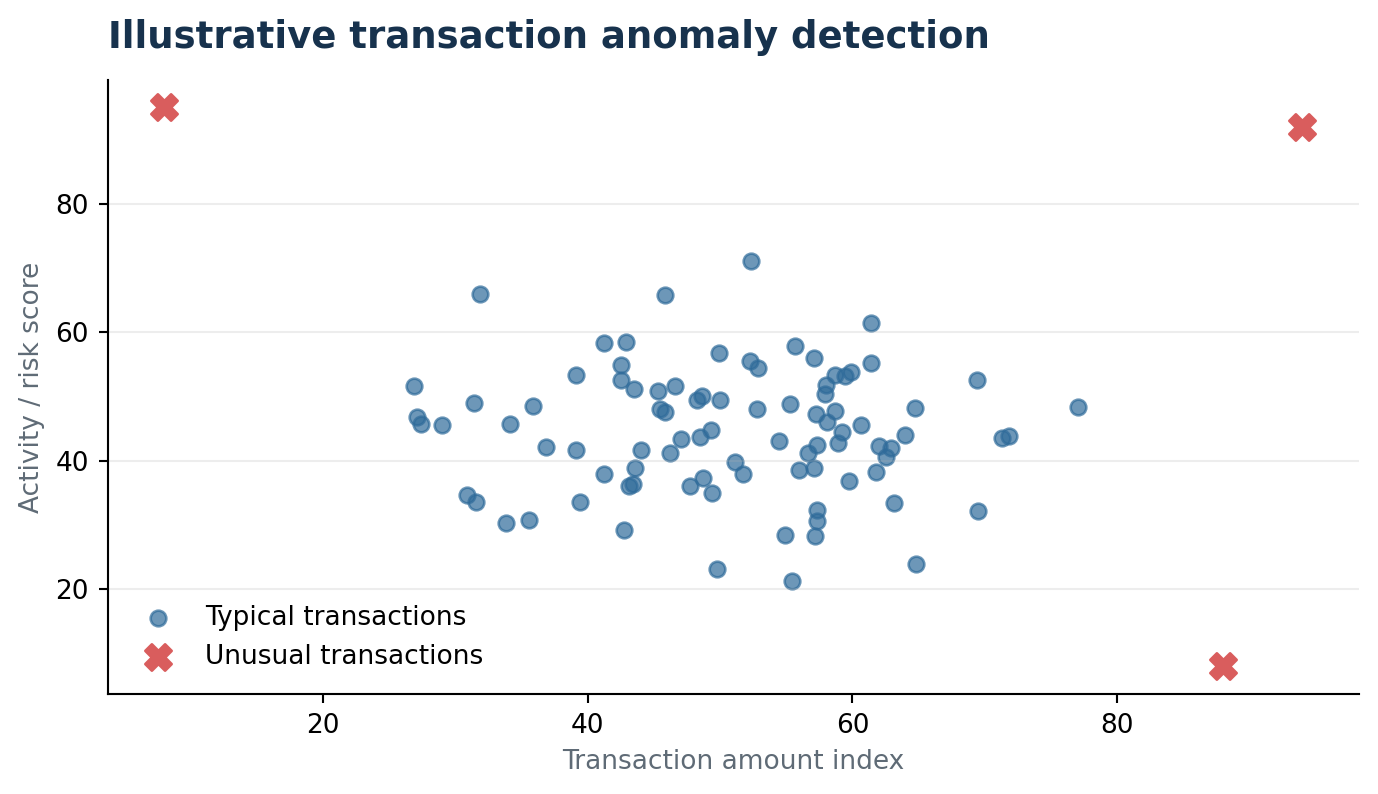 Illustrative transaction anomaly detection
Activity / risk score
80
60
40
20
Typical transactions
Unusual transactions
20
40
60
80
Transaction amount index